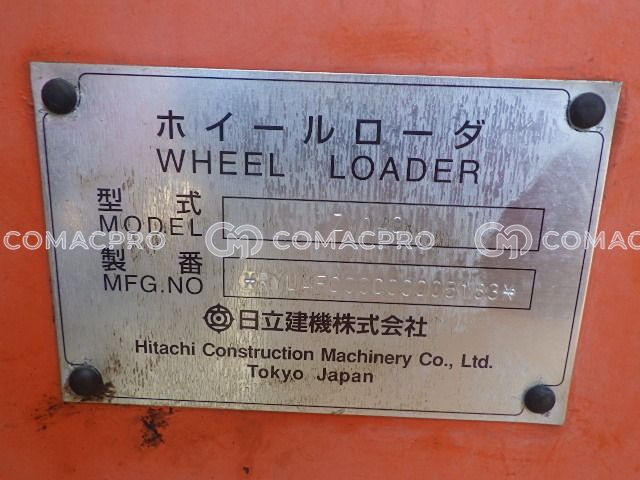 ホイールローダ
WHEEL LOADER
型式
MODEL
COMACPRO COMACPRO COMACPRO
製番
MFG.NO
日立建機株式会社
Hitachi Construction Machinery Co., Ltd.
Tokyo Japan